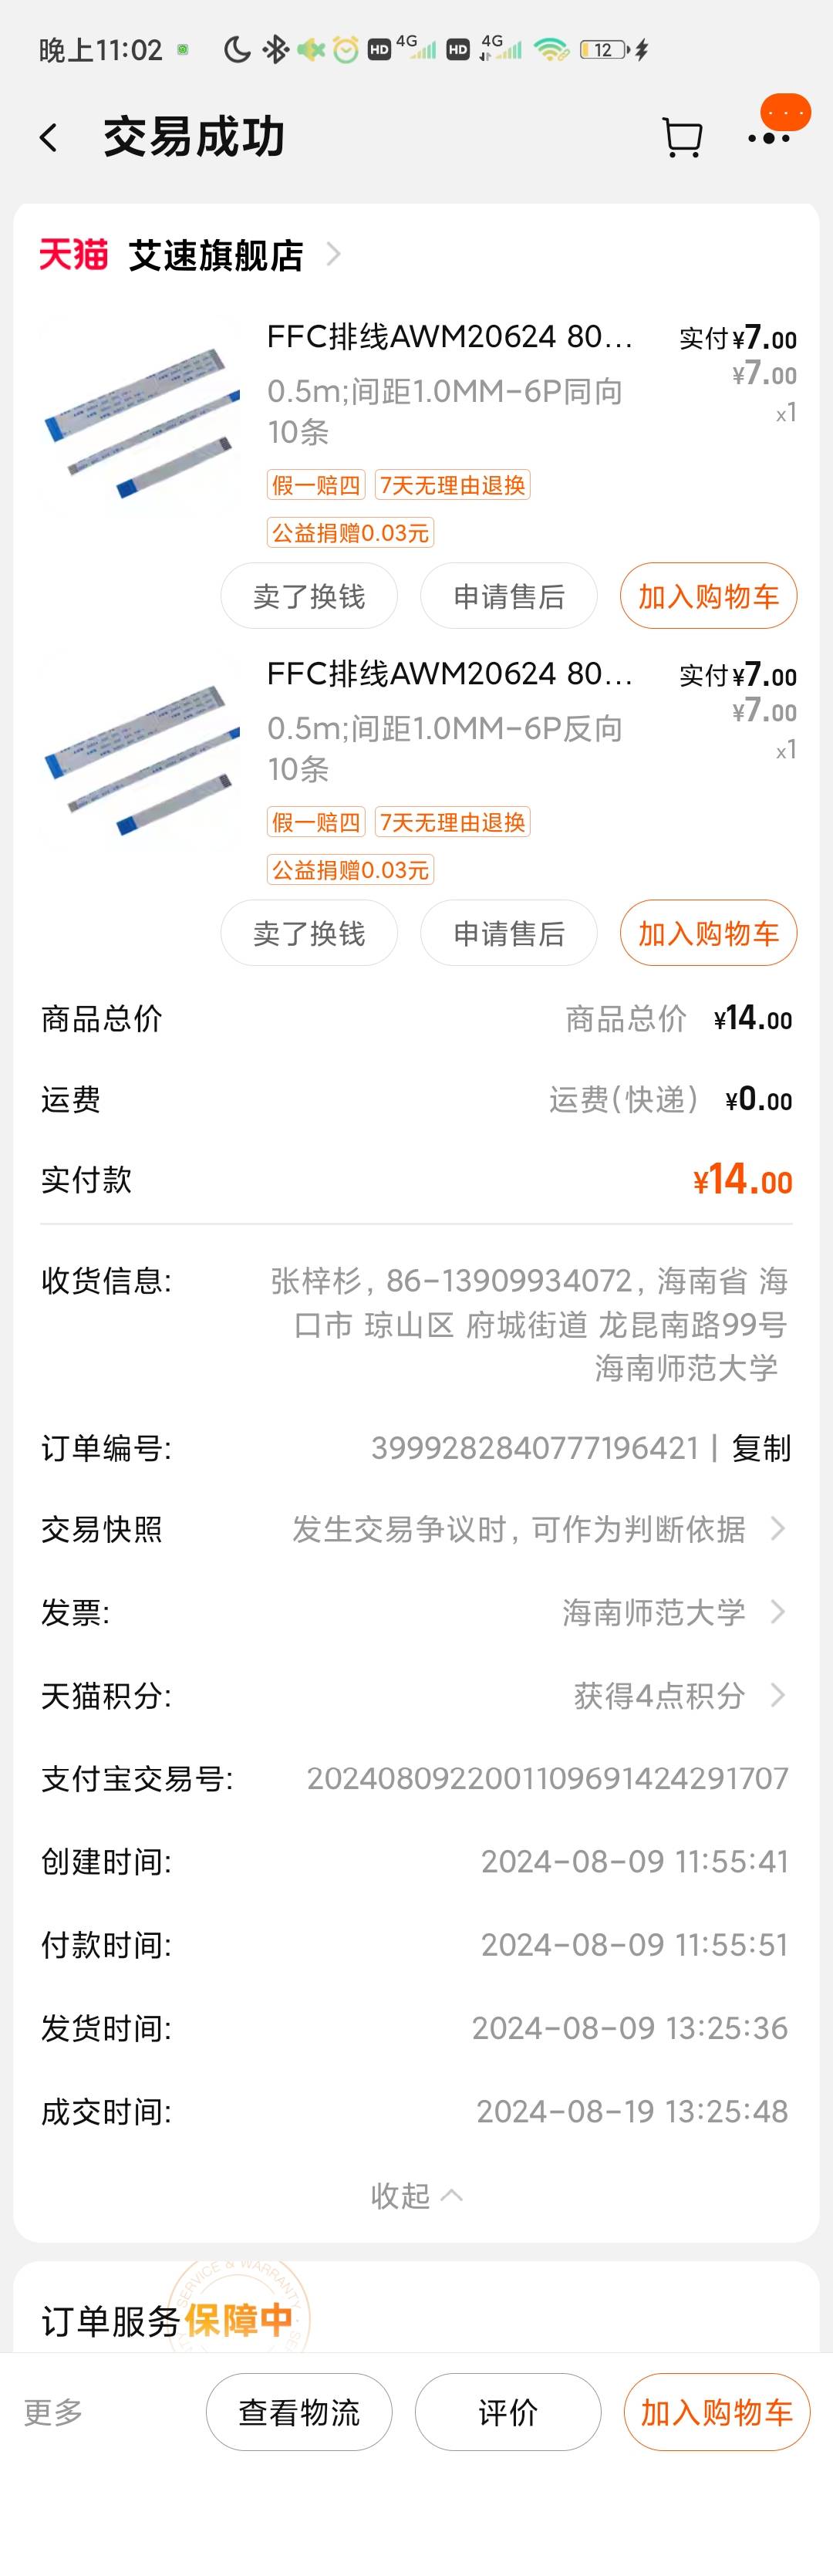 晚上11:02
HD 4G HD 4G 12
交易成功
天猫 艾速旗舰店
FFC排线AWM20624 80... 实付¥7.00
0.5m;间距1.0MM-6P同向 ¥7.00
10条 x1
假一赔四 7天无理由退换
公益捐赠0.03元
卖了换钱 申请售后 加入购物车
FFC排线AWM20624 80... 实付¥7.00
0.5m;间距1.0MM-6P反向 ¥7.00
10条 x1
假一赔四 7天无理由退换
公益捐赠0.03元
卖了换钱 申请售后 加入购物车
商品总价 商品总价 ¥14.00
运费 运费(快递) ¥0.00
实付款 ¥14.00
收货信息: 张梓杉, 86-13909934072, 海南省 海
口市 琼山区 府城街道 龙昆南路99号
海南师范大学
订单编号: 3999282840777196421 | 复制
交易快照 发生交易争议时, 可作为判断依据
发票: 海南师范大学
天猫积分: 获得4点积分
支付宝交易号: 2024080922001109691424291707
创建时间: 2024-08-09 11:55:41
付款时间: 2024-08-09 11:55:51
发货时间: 2024-08-09 13:25:36
成交时间: 2024-08-19 13:25:48
收起
SERVICE & WARRANTY
订单服务保障中
更多 查看物流 评价 加入购物车